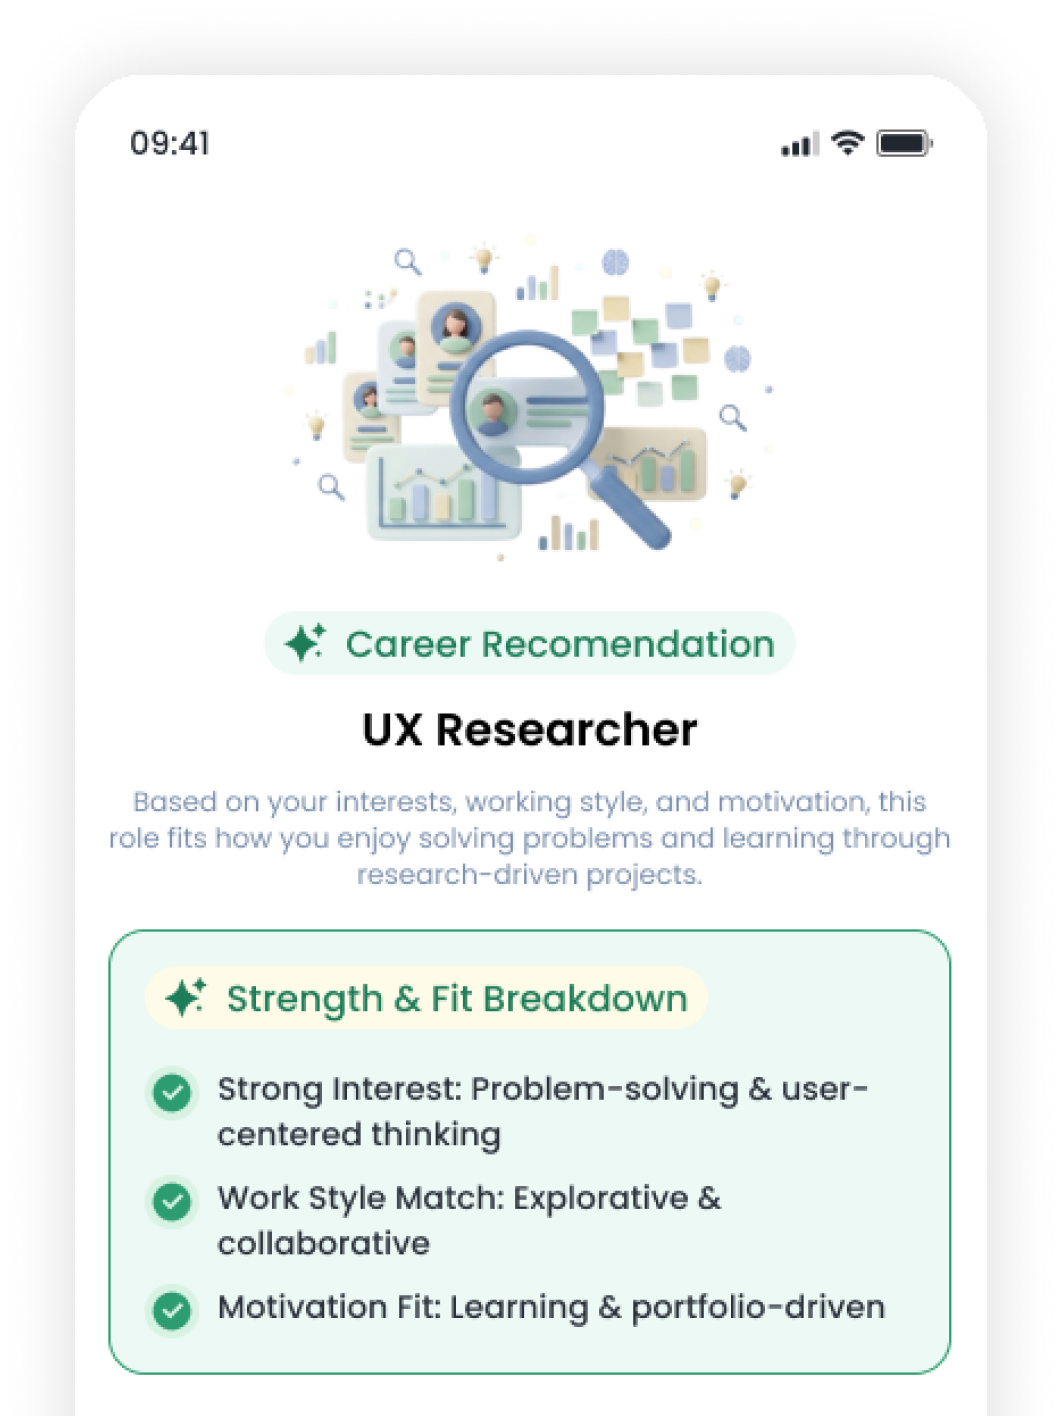 09:41
Career Recomendation
UX Researcher
Based on your interests, working style, and motivation, this
role fits how you enjoy solving problems and learning through
research-driven projects.
Strength & Fit Breakdown
Strong Interest: Problem-solving & user-
centered thinking
Work Style Match: Explorative &
collaborative
Motivation Fit: Learning & portfolio-driven